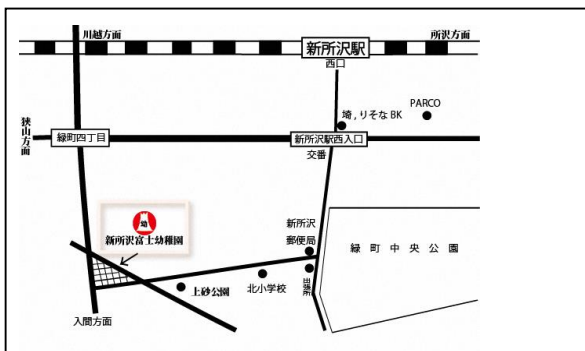 川越方面
新所沢駅
所沢方面
西口
PARCO
埼,りそなBK
狭山方面
緑町四丁目
新所沢駅西入口
交番
幼
新所沢富士幼稚園
新所沢
郵便局
緑町中央公園
出張所
北小学校
上砂公園
入間方面